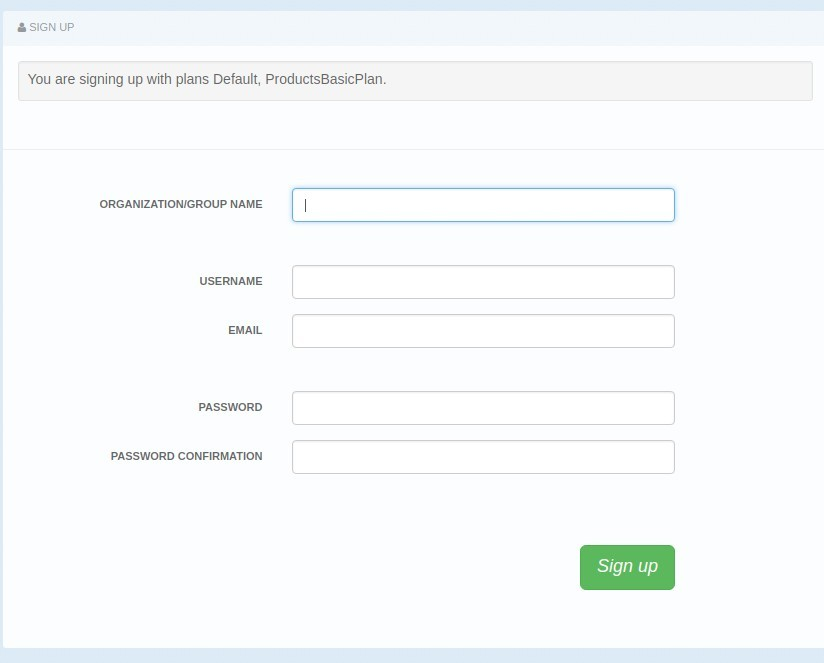 SIGN UP
You are signing up with plans Default, ProductsBasicPlan.
ORGANIZATION/GROUP NAME
USERNAME
EMAIL
PASSWORD
PASSWORD CONFIRMATION
Sign up